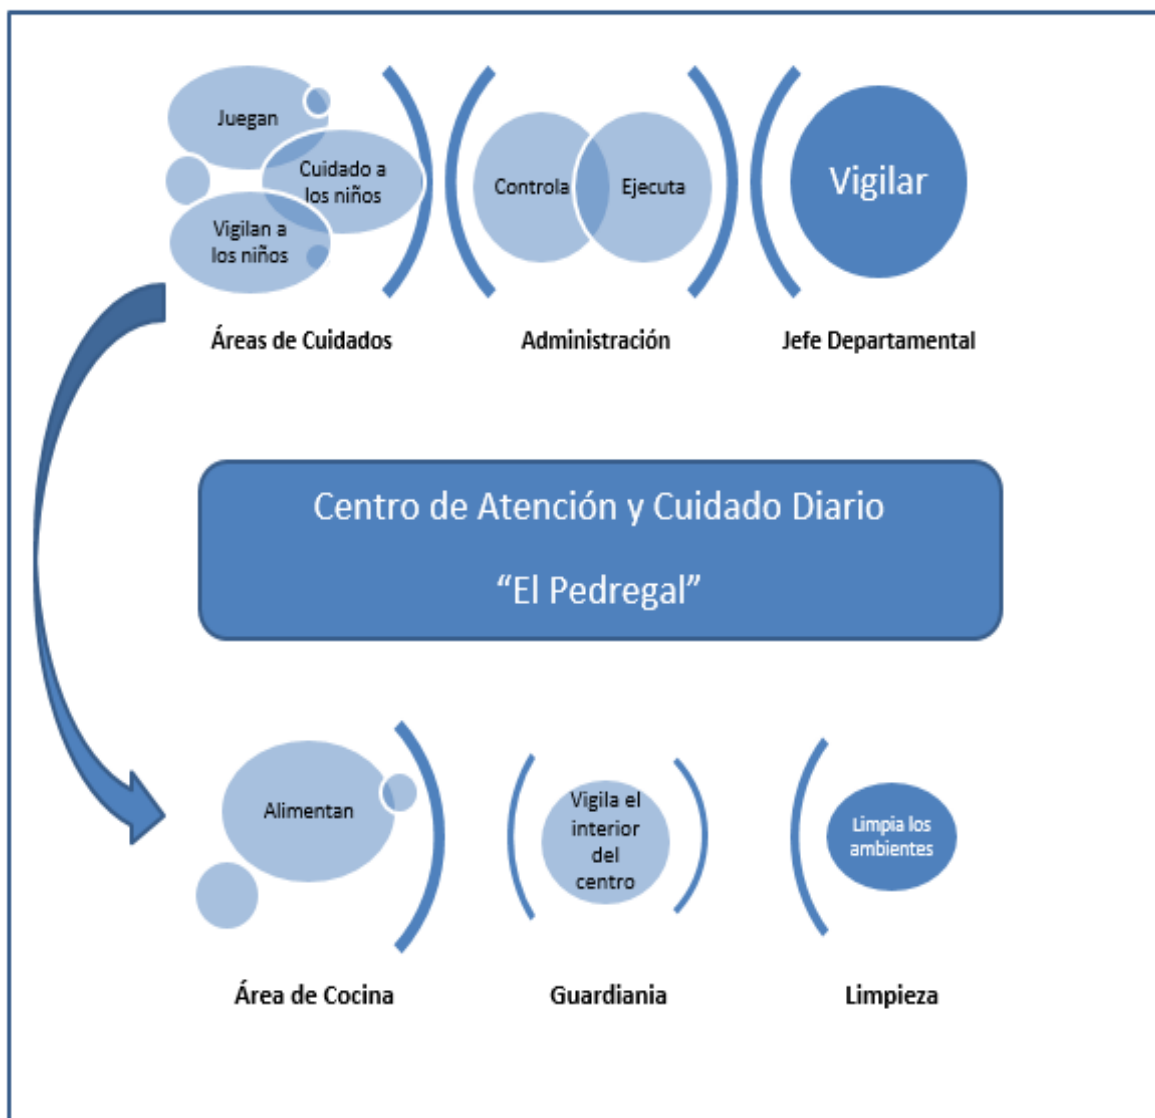 Juegan
Cuidado a
los niños
Vigilan a
los niños
Controla
Ejecuta
Vigilar
Áreas de Cuidados
Administración
Jefe Departamental
Centro de Atención y Cuidado Diario
“El Pedregal”
Alimentan
Vigila el
interior
del
centro
Limpia los
ambientes
Área de Cocina
Guardiania
Limpieza